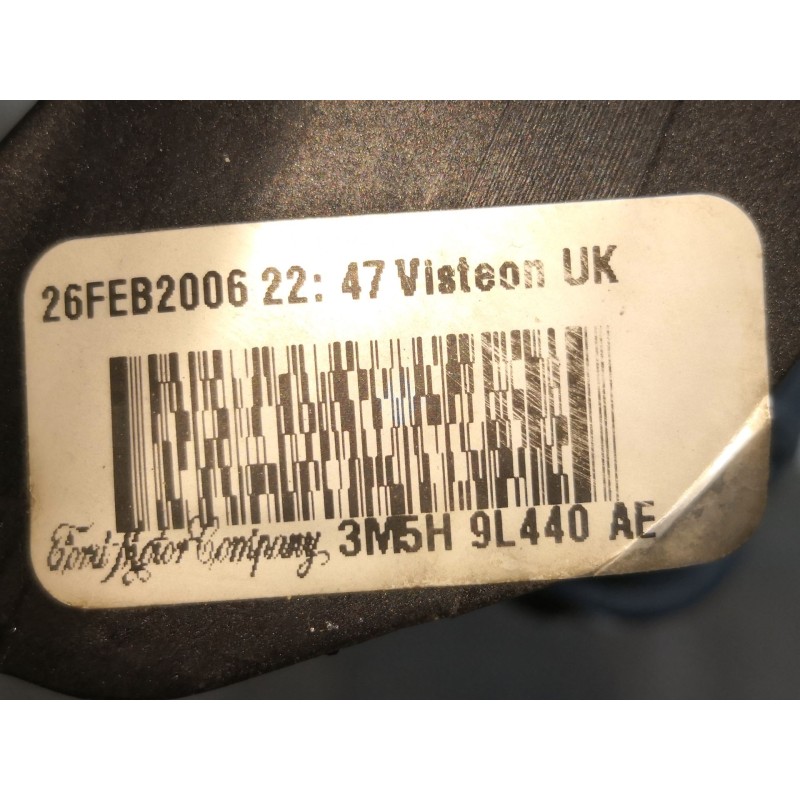 26FEB2006 22: 47 Visteon UK
Ford Motor Company 3M5H 9L440 AE